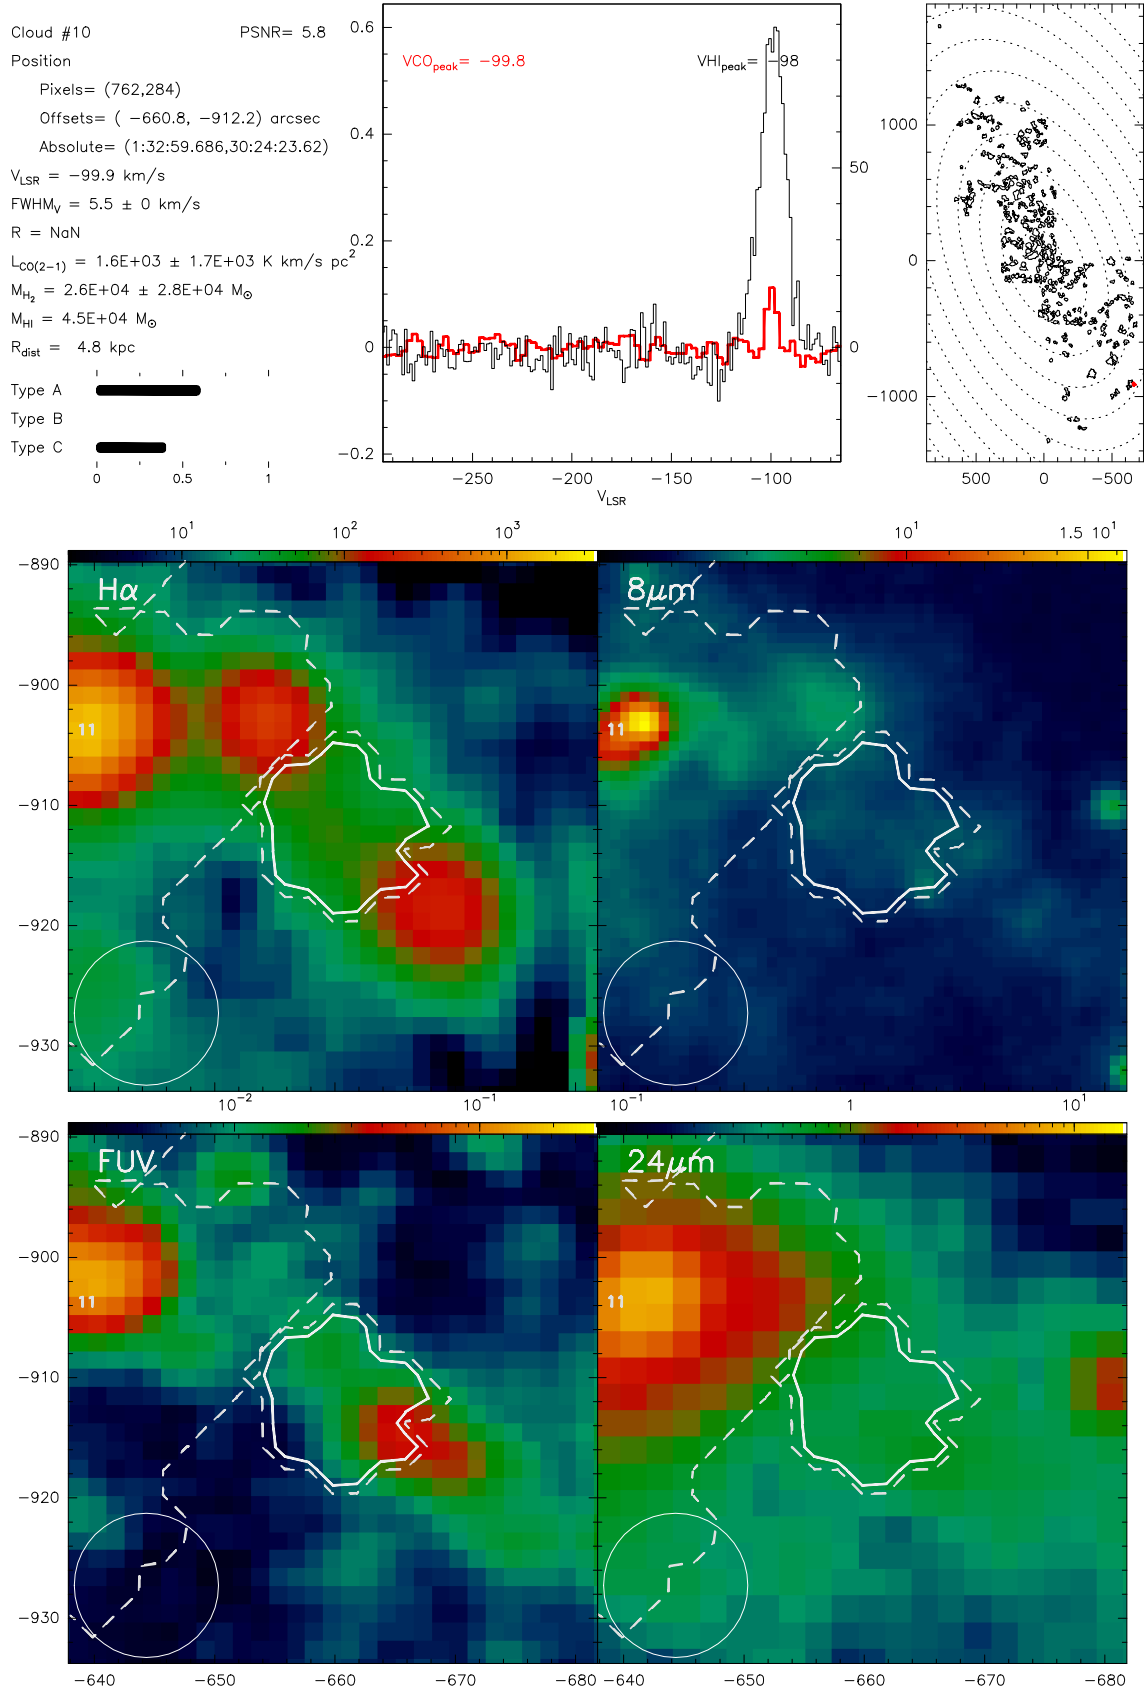 Cloud #10 PSNR= 5.8
Position
Pixels= (762,284)
Offsets= ( −660.8, −912.2) arcsec
Absolute= (1:32:59.686,30:24:23.62)
V_LSR = −99.9 km/s
FWHM_V = 5.5 ± 0 km/s
R = NaN
L_CO(2−1) = 1.6E+03 ± 1.7E+03 K km/s pc²
M_H₂ = 2.6E+04 ± 2.8E+04 M⊙
M_HI = 4.5E+04 M⊙
R_dist = 4.8 kpc
Type A
Type B
Type C
0 0.5 1
VCO_peak= −99.8 VHI_peak= −98
0.6
0.4
0.2
0
−0.2
50
0
−250 −200 −150 −100
V_LSR
1000
0
−1000
500 0 −500
10¹ 10² 10³
10¹ 1.5 10¹
Hα
11
−890
−900
−910
−920
−930
8μm
11
10⁻² 10⁻¹
10⁻¹ 1 10¹
FUV
11
−890
−900
−910
−920
−930
24μm
11
−640 −650 −660 −670 −680
−640 −650 −660 −670 −680